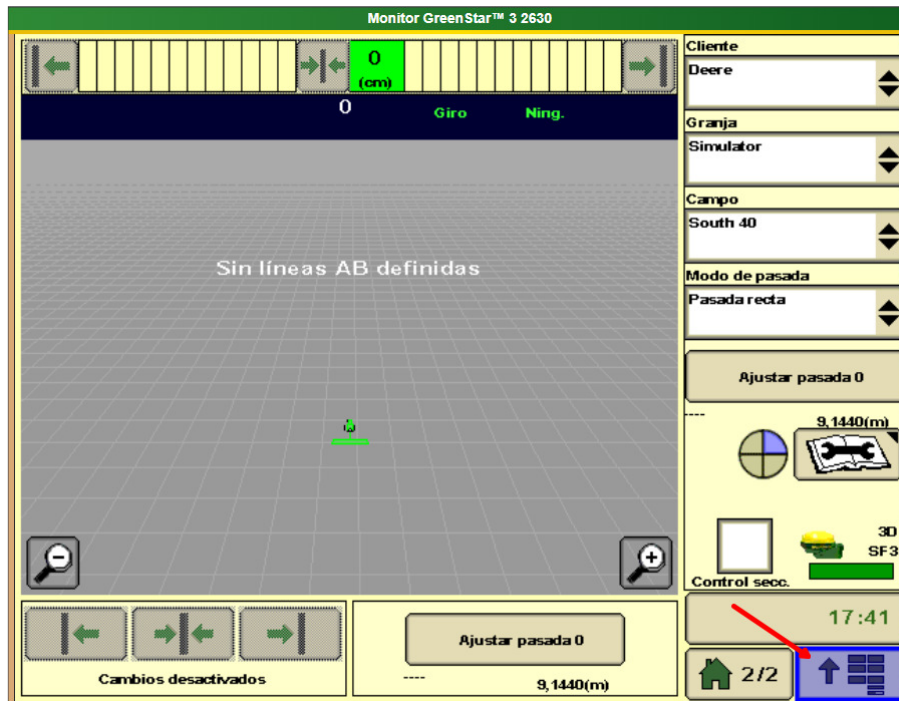 Monitor GreenStar™ 3 2630
0
(cm)
0
Giro
Ning.
Sin líneas AB definidas
Cambios desactivados
Ajustar pasada 0
----
9,1440(m)
Cliente
Deere
Granja
Simulator
Campo
South 40
Modo de pasada
Pasada recta
Ajustar pasada 0
----
9,1440(m)
3D
SF3
Control secc.
17:41
2/2